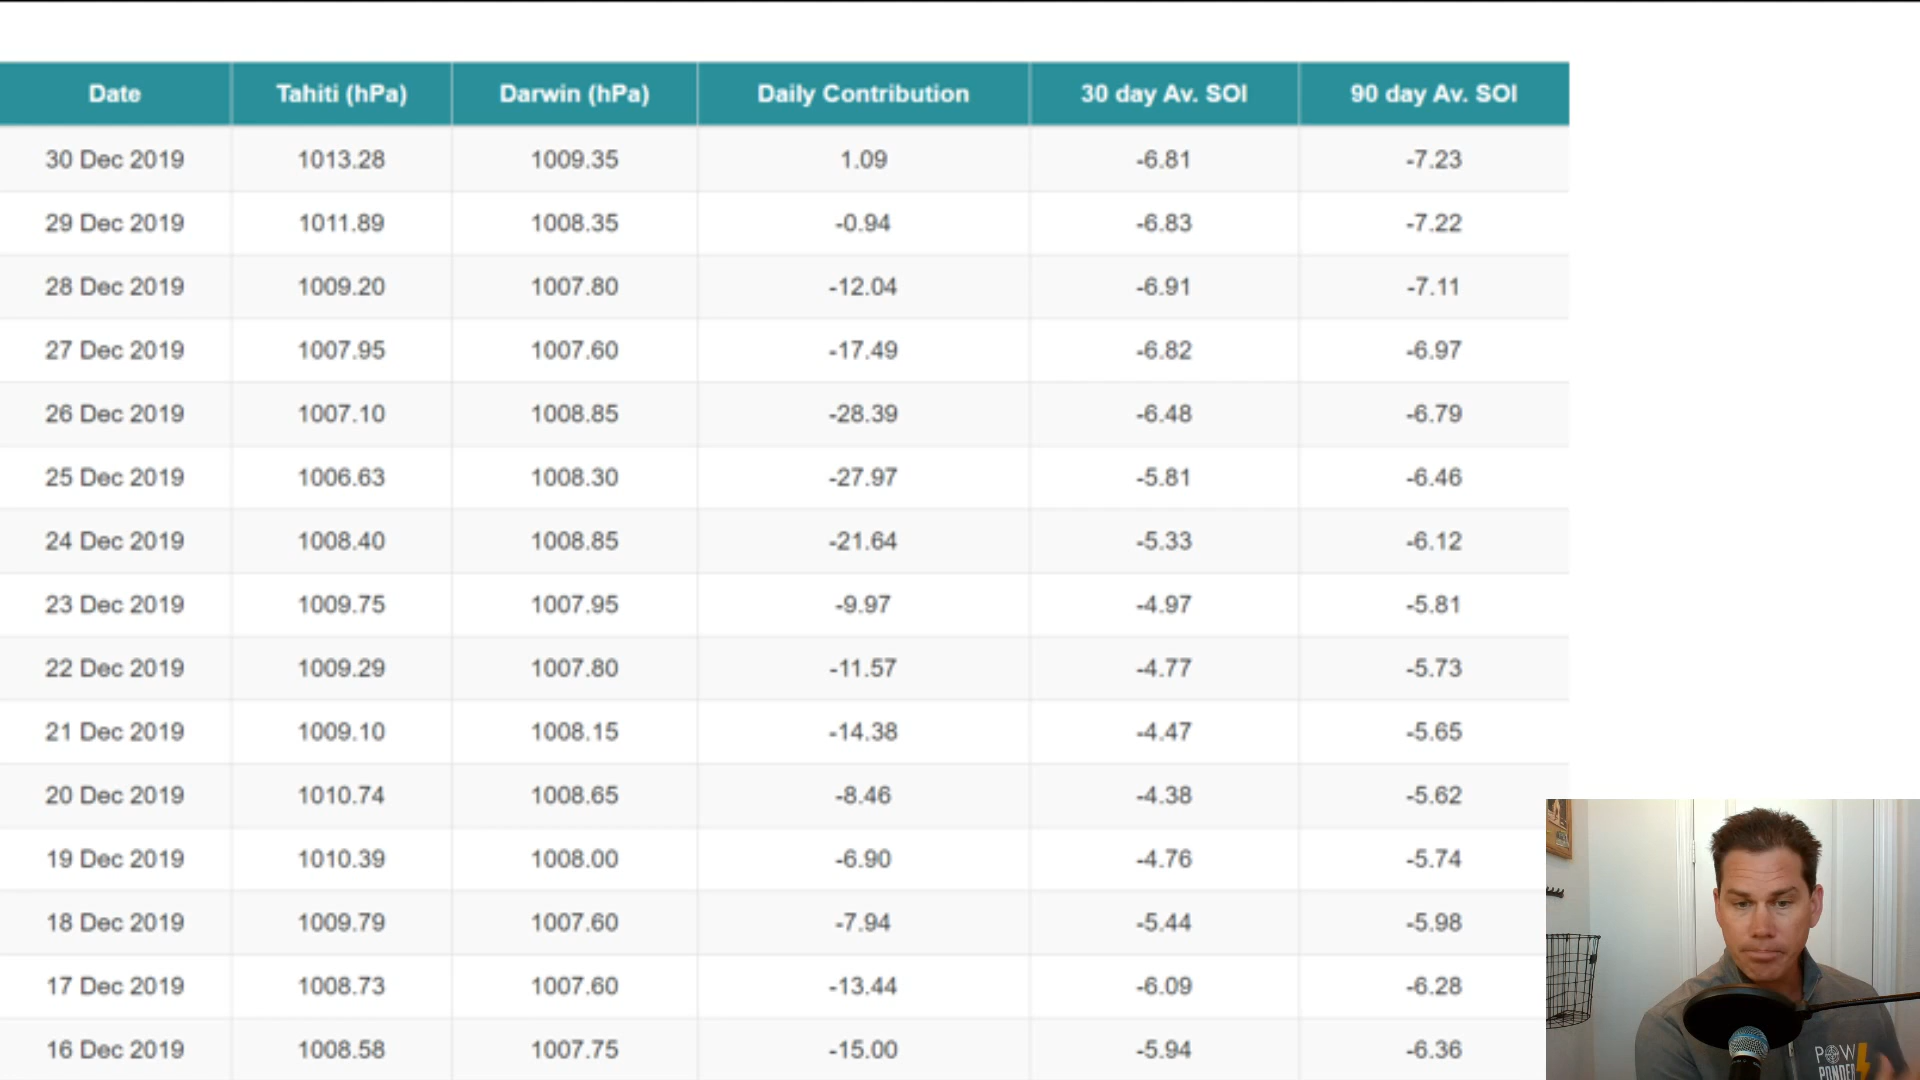 Date Tahiti (hPa) Darwin (hPa) Daily Contribution 30 day Av. SOI 90 day Av. SOI
30 Dec 2019 1013.28 1009.35 1.09 -6.81 -7.23
29 Dec 2019 1011.89 1008.35 -0.94 -6.83 -7.22
28 Dec 2019 1009.20 1007.80 -12.04 -6.91 -7.11
27 Dec 2019 1007.95 1007.60 -17.49 -6.82 -6.97
26 Dec 2019 1007.10 1008.85 -28.39 -6.48 -6.79
25 Dec 2019 1006.63 1008.30 -27.97 -5.81 -6.46
24 Dec 2019 1008.40 1008.85 -21.64 -5.33 -6.12
23 Dec 2019 1009.75 1007.95 -9.97 -4.97 -5.81
22 Dec 2019 1009.29 1007.80 -11.57 -4.77 -5.73
21 Dec 2019 1009.10 1008.15 -14.38 -4.47 -5.65
20 Dec 2019 1010.74 1008.65 -8.46 -4.38 -5.62
19 Dec 2019 1010.39 1008.00 -6.90 -4.76 -5.74
18 Dec 2019 1009.79 1007.60 -7.94 -5.44 -5.98
17 Dec 2019 1008.73 1007.60 -13.44 -6.09 -6.28
16 Dec 2019 1008.58 1007.75 -15.00 -5.94 -6.36
POW